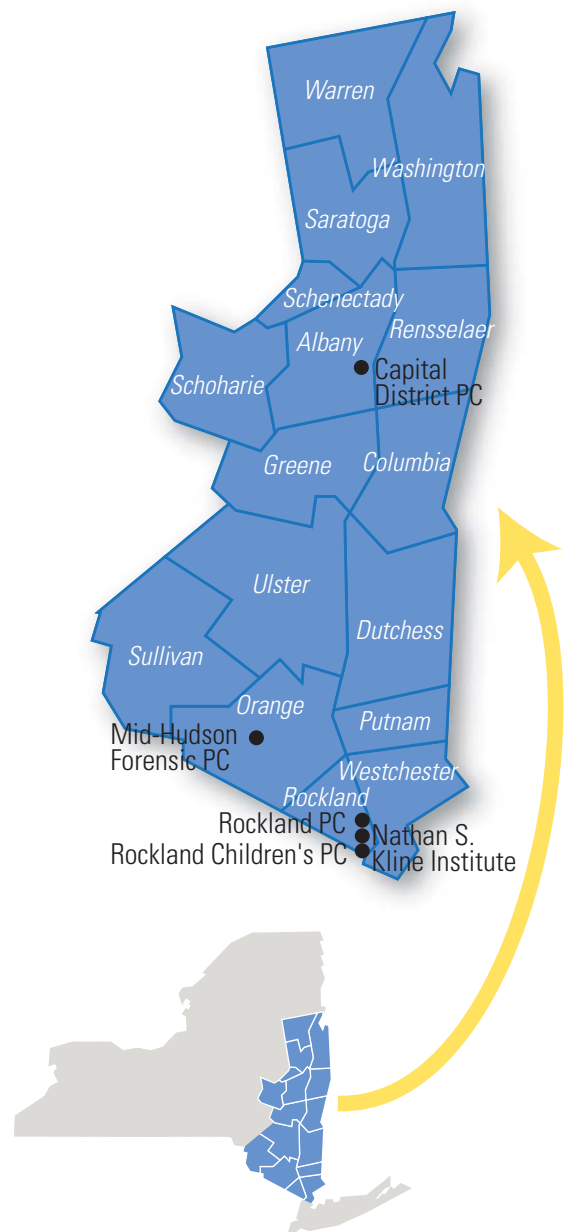 Warren
Washington
Saratoga
Schenectady
Rensselaer
Albany
Capital
District PC
Schoharie
Greene
Columbia
Ulster
Dutchess
Sullivan
Orange
Putnam
Mid-Hudson
Forensic PC
Westchester
Rockland
Rockland PC
Nathan S.
Kline Institute
Rockland Children's PC